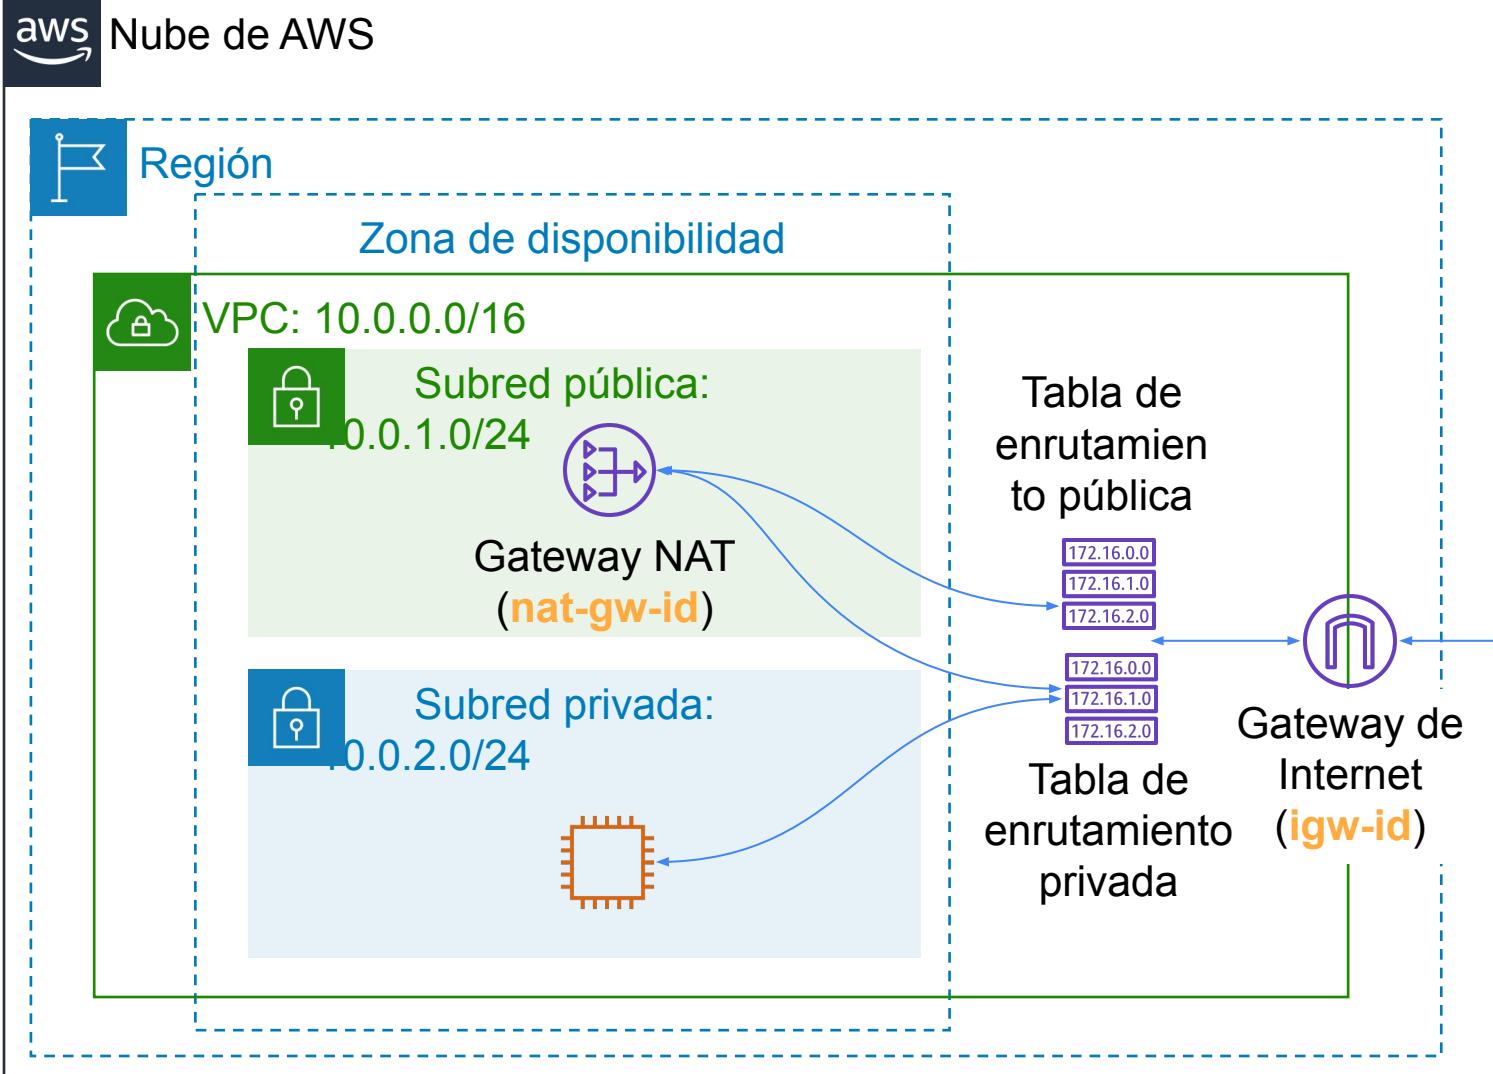 aws
Nube de AWS
Región
Zona de disponibilidad
VPC: 10.0.0.0/16
Subred pública:
10.0.1.0/24
Gateway NAT
(nat-gw-id)
Subred privada:
10.0.2.0/24
Tabla de
enrutamien
to pública
172.16.0.0
172.16.1.0
172.16.2.0
172.16.0.0
172.16.1.0
172.16.2.0
Tabla de
enrutamiento
privada
Gateway de
Internet
(igw-id)